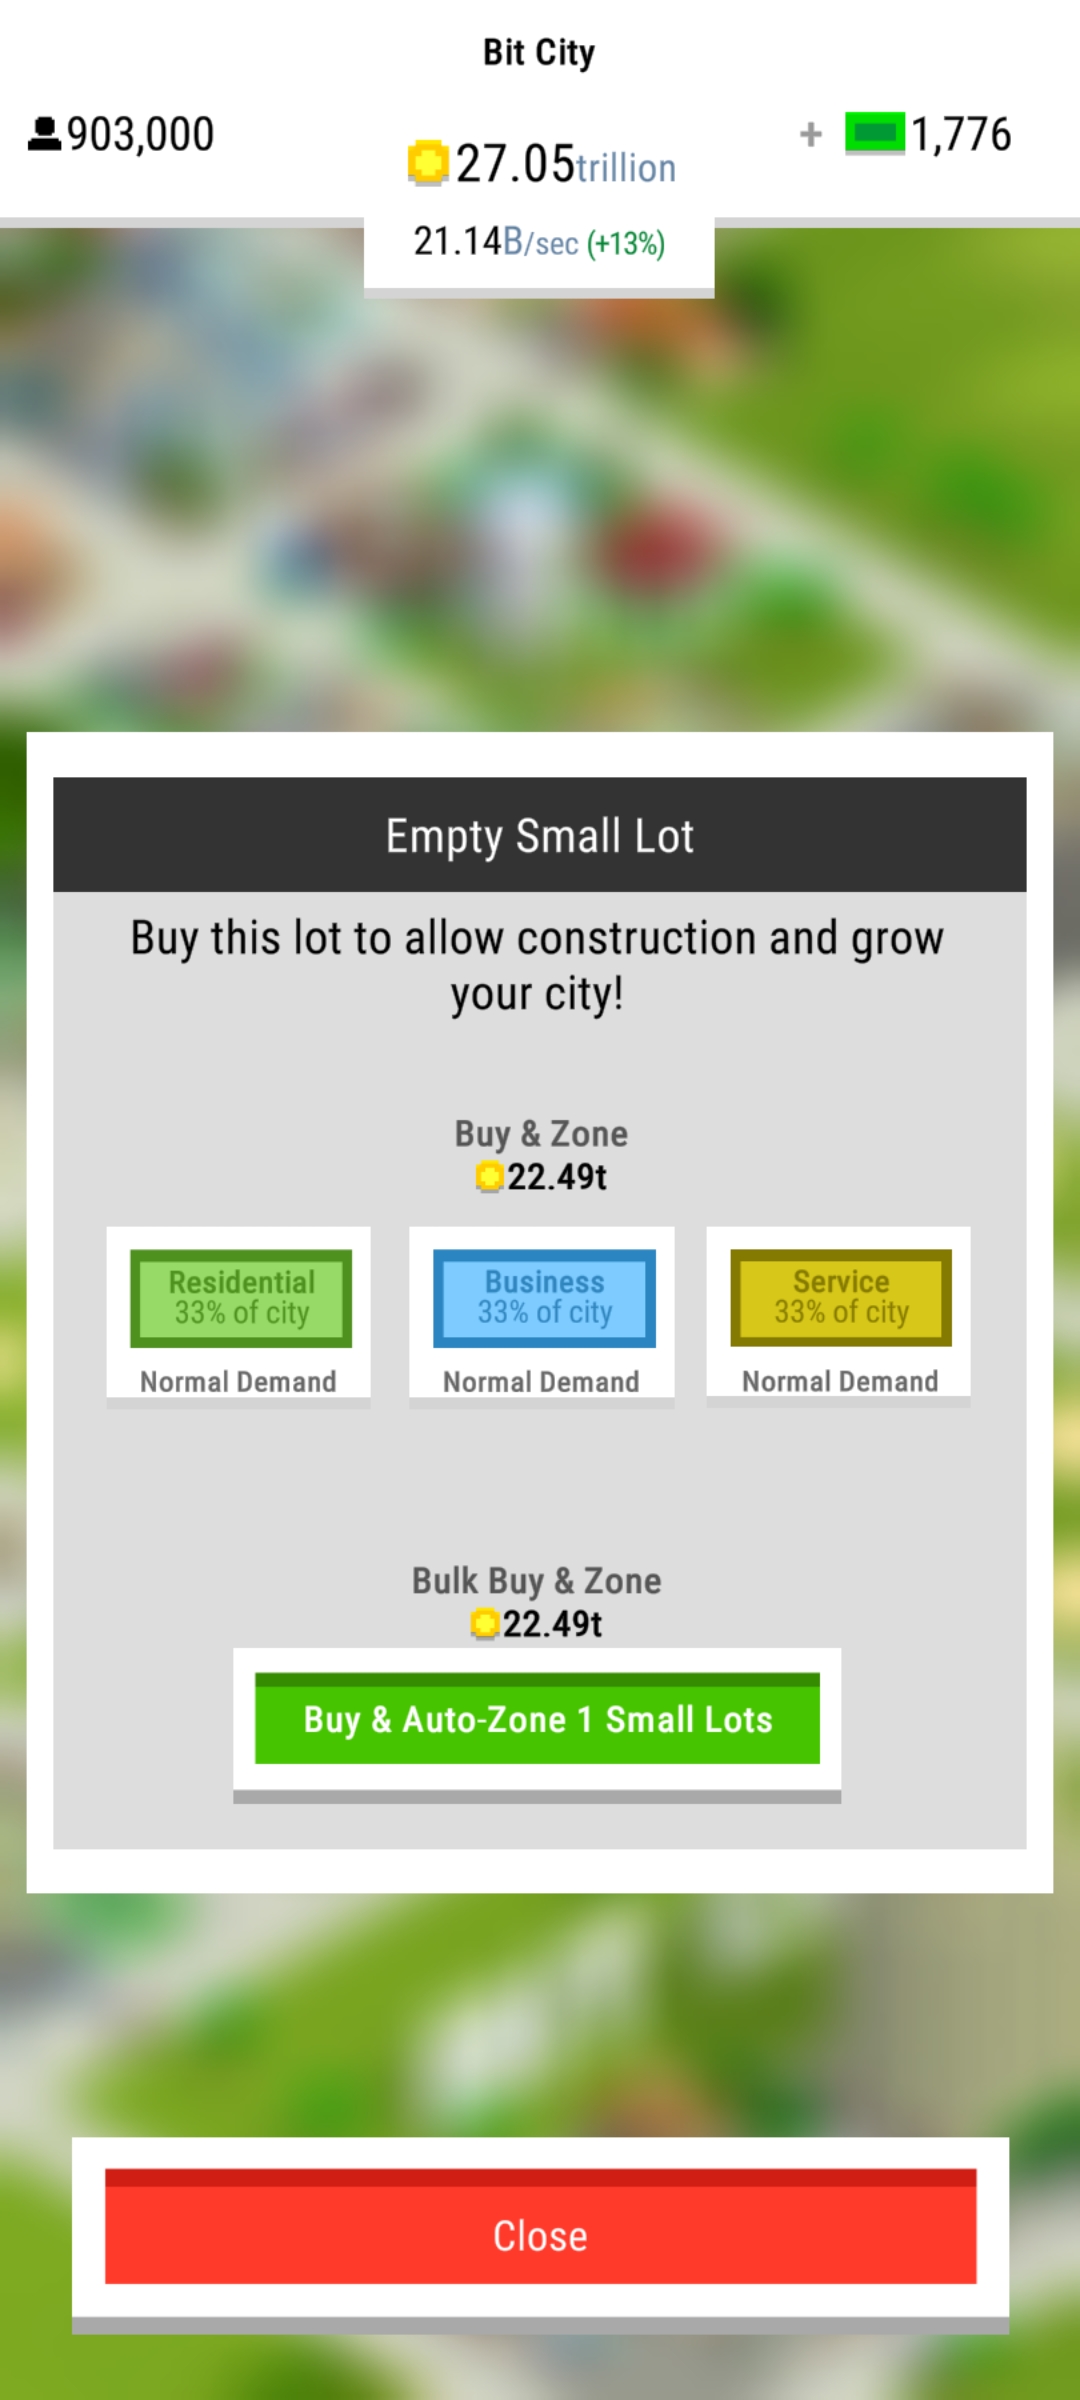 Bit City
903,000
+ 1,776
27.05trillion
21.14B/sec (+13%)
Empty Small Lot
Buy this lot to allow construction and grow
your city!
Buy & Zone
22.49t
Residential
33% of city
Normal Demand
Business
33% of city
Normal Demand
Service
33% of city
Normal Demand
Bulk Buy & Zone
22.49t
Buy & Auto-Zone 1 Small Lots
Close